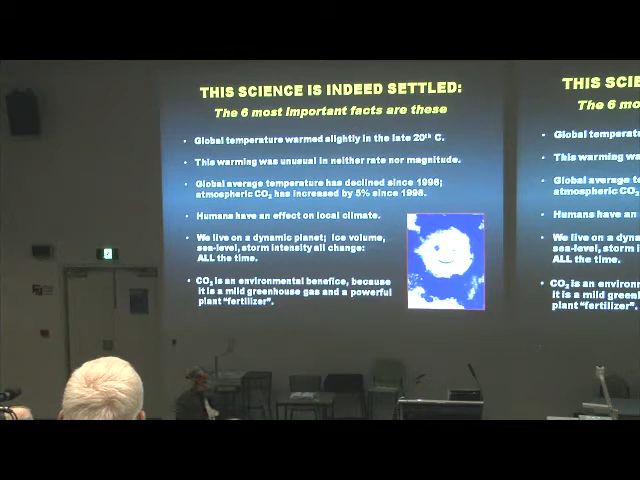 THIS SCIENCE IS INDEED SETTLED:
The 6 most important facts are these
• Global temperature warmed slightly in the late 20th C.
• This warming was unusual in neither rate nor magnitude.
• Global average temperature has declined since 1998;
atmospheric CO2 has increased by 5% since 1998.
• Humans have an effect on local climate.
• We live on a dynamic planet; ice volume,
sea-level, storm intensity all change:
ALL the time.
• CO2 is an environmental benefice, because
it is a mild greenhouse gas and a powerful
plant "fertilizer".
THIS SCIE
The 6 mo
• Global temperat
• This warming wa
• Global average t
atmospheric CO2
• Humans have an
• We live on a dyna
sea-level, storm i
ALL the time.
• CO2 is an environ
it is a mild greenh
plant "fertilizer".